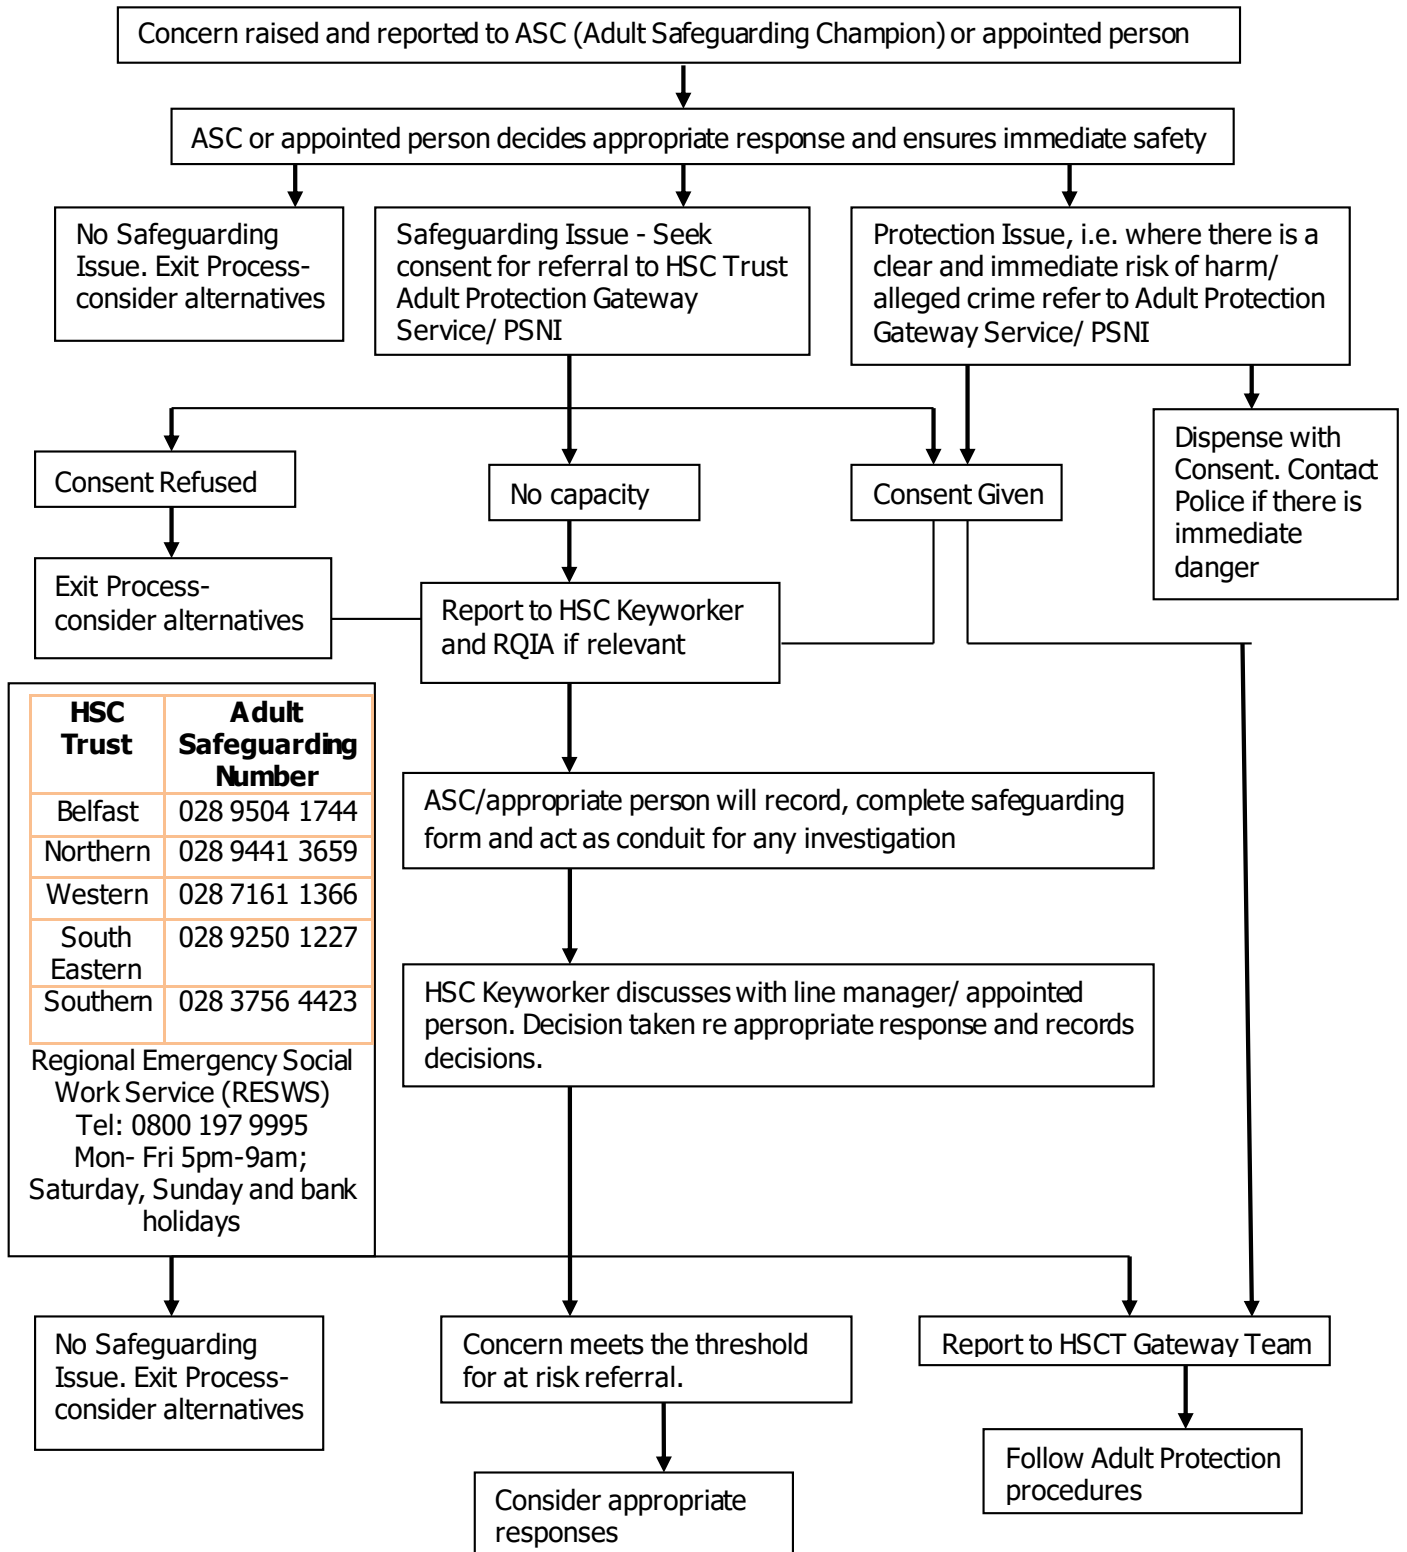 Concern raised and reported to ASC (Adult Safeguarding Champion) or appointed person
ASC or appointed person decides appropriate response and ensures immediate safety
No Safeguarding
Issue. Exit Process-
consider alternatives
Safeguarding Issue - Seek
consent for referral to HSC Trust
Adult Protection Gateway
Service/ PSNI
Protection Issue, i.e. where there is a
clear and immediate risk of harm/
alleged crime refer to Adult Protection
Gateway Service/ PSNI
Consent Refused
No capacity
Consent Given
Dispense with
Consent. Contact
Police if there is
immediate
danger
Exit Process-
consider alternatives
Report to HSC Keyworker
and RQIA if relevant
HSC
Trust
Adult
Safeguarding
Number
Belfast 028 9504 1744
Northern 028 9441 3659
Western 028 7161 1366
South
Eastern
028 9250 1227
Southern 028 3756 4423
Regional Emergency Social
Work Service (RESWS)
Tel: 0800 197 9995
Mon- Fri 5pm-9am;
Saturday, Sunday and bank
holidays
ASC/appropriate person will record, complete safeguarding
form and act as conduit for any investigation
HSC Keyworker discusses with line manager/ appointed
person. Decision taken re appropriate response and records
decisions.
No Safeguarding
Issue. Exit Process-
consider alternatives
Concern meets the threshold
for at risk referral.
Report to HSCT Gateway Team
Consider appropriate
responses
Follow Adult Protection
procedures